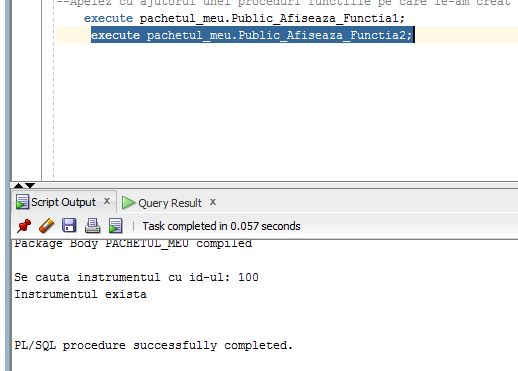 --Apelez cu ajutorul unei proceduri functiile pe care le-am creat
execute pachetul_meu.Public_Afiseaza_Functia1;
execute pachetul_meu.Public_Afiseaza_Functia2;
Script Output x Query Result x
Task completed in 0.057 seconds
Package Body PACHETUL_MEU compiled
Se cauta instrumentul cu id-ul: 100
Instrumentul exista
PL/SQL procedure successfully completed.